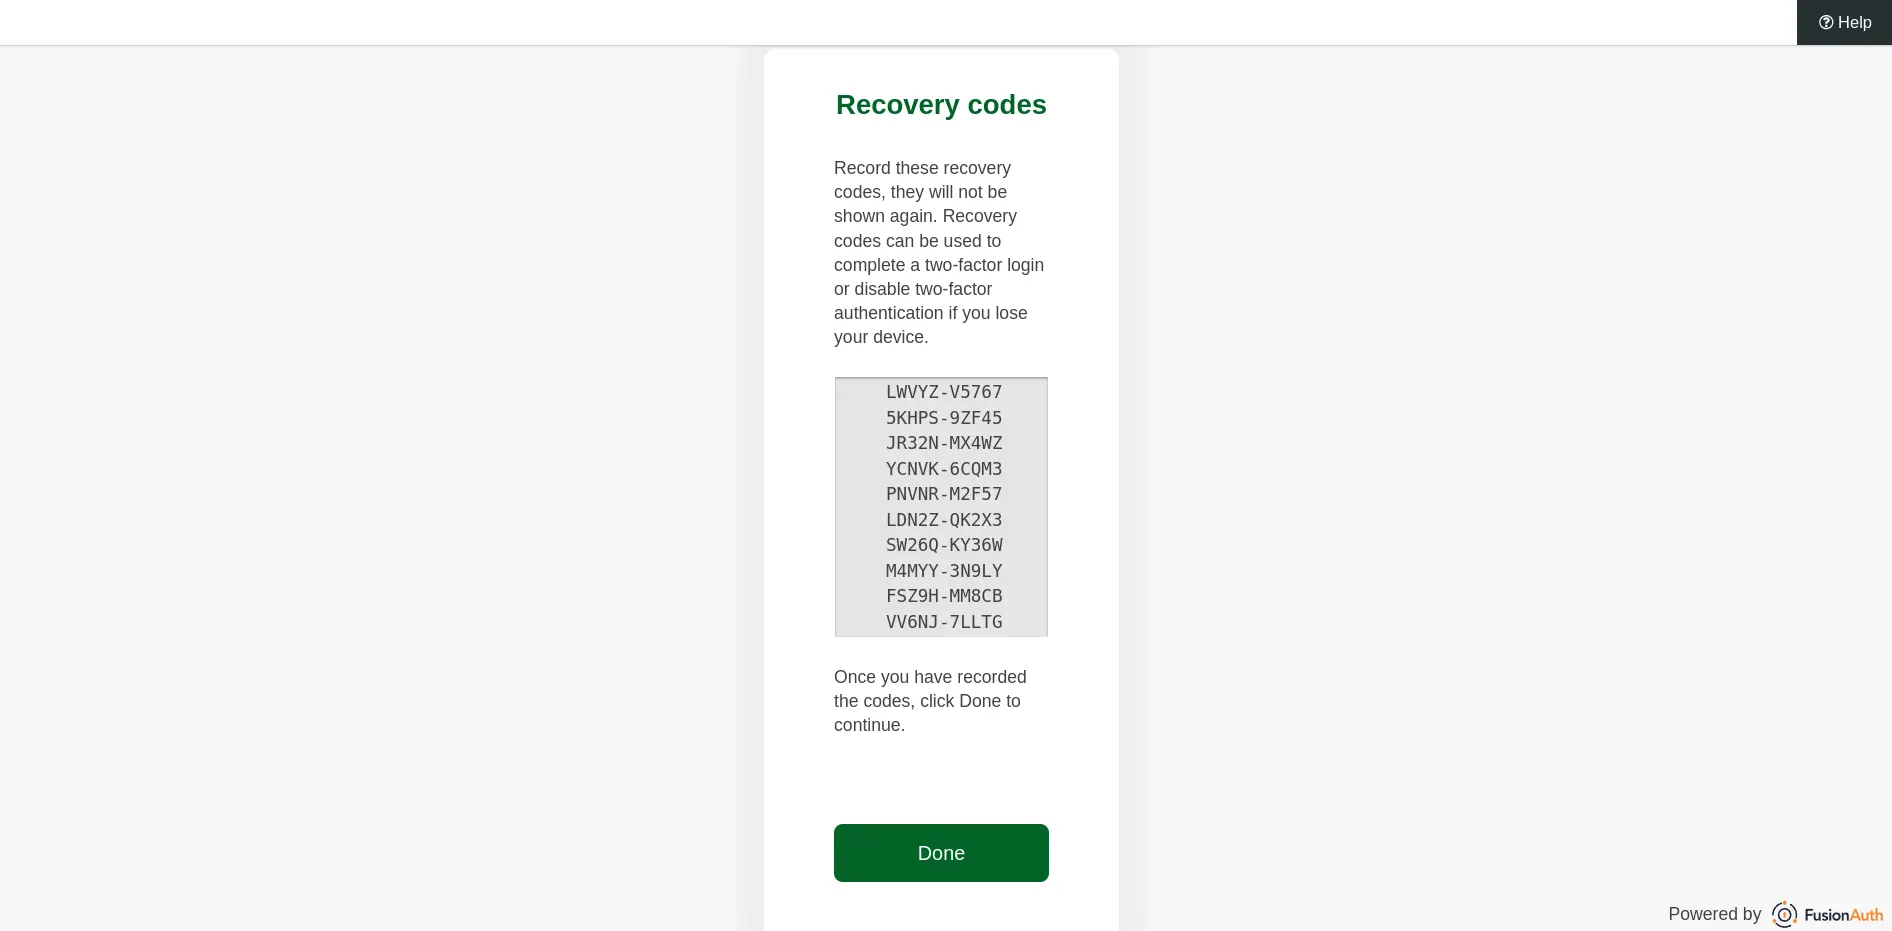 Help
Recovery codes
Record these recovery
codes, they will not be
shown again. Recovery
codes can be used to
complete a two-factor login
or disable two-factor
authentication if you lose
your device.
LWVYZ-V5767
5KHPS-9ZF45
JR32N-MX4WZ
YCNVK-6CQM3
PNVNR-M2F57
LDN2Z-QK2X3
SW26Q-KY36W
M4MYY-3N9LY
FSZ9H-MM8CB
VV6NJ-7LLTG
Once you have recorded
the codes, click Done to
continue.
Done
Powered by FusionAuth